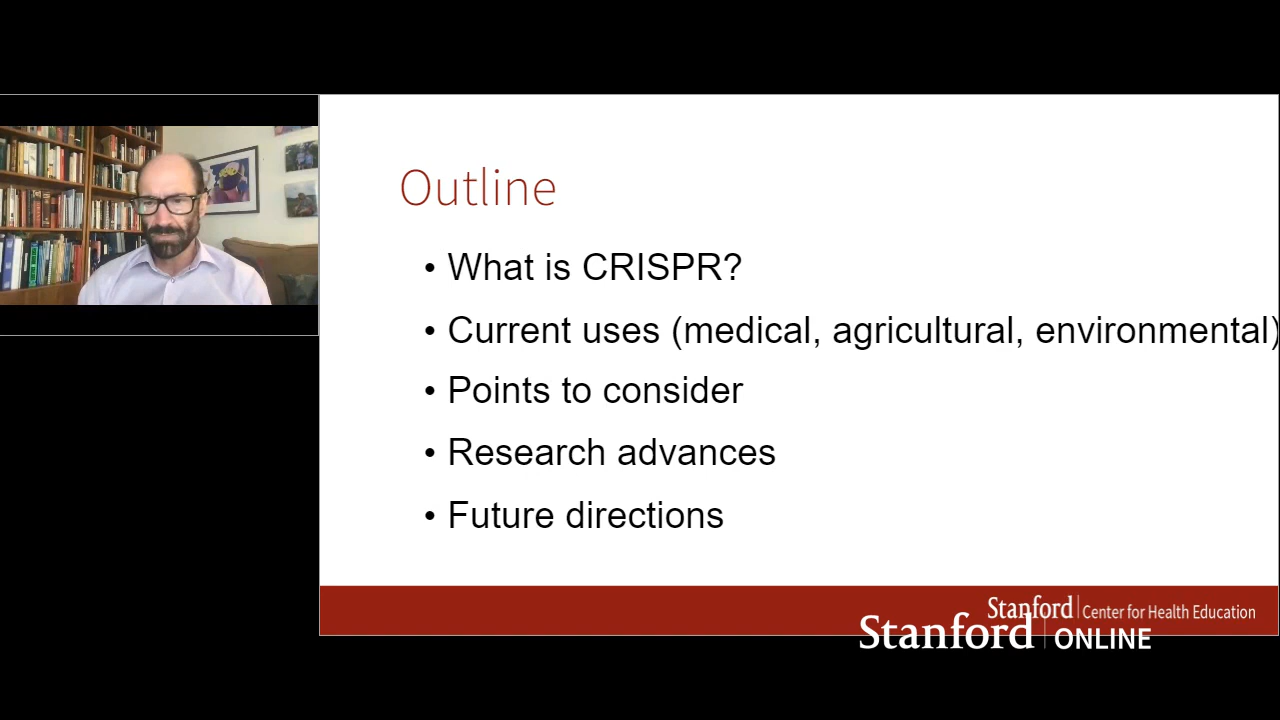 Outline
• What is CRISPR?
• Current uses (medical, agricultural, environmental)
• Points to consider
• Research advances
• Future directions
Stanford | Center for Health Education
Stanford | ONLINE